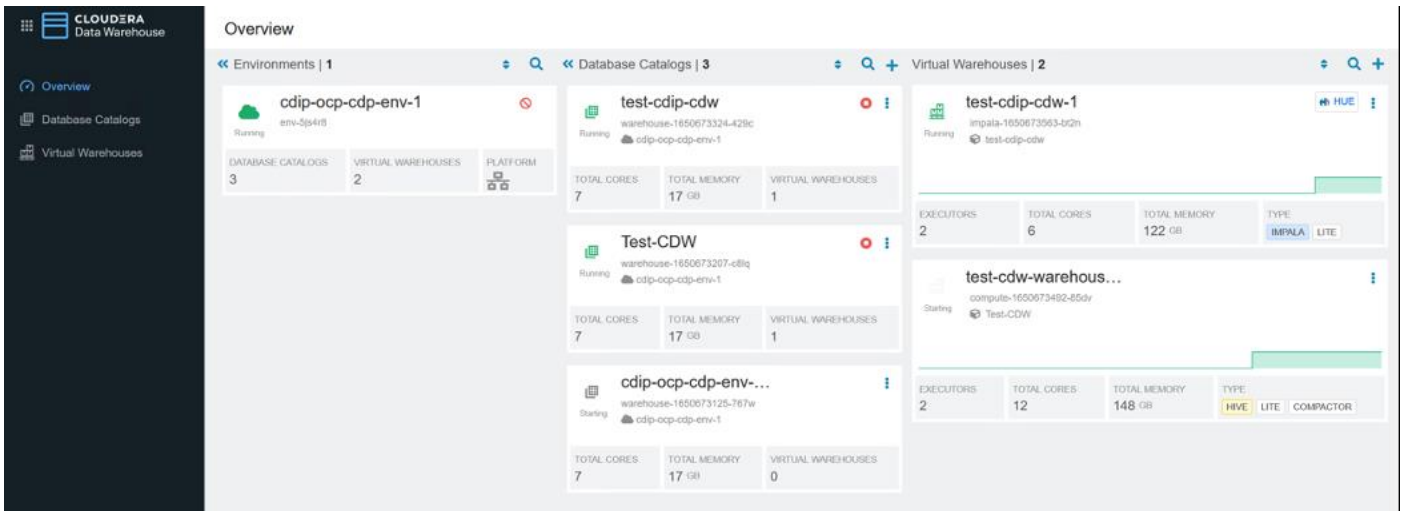 CLOUDERA
Data Warehouse
Overview
Database Catalogs
Virtual Warehouses
Overview
Environments | 1
cdip-ocp-cdp-env-1
env-5js4r8
Running
DATABASE CATALOGS
3
VIRTUAL WAREHOUSES
2
PLATFORM
Database Catalogs | 3
test-cdip-cdw
warehouse-1650673324-429c
Running
cdip-ocp-cdp-env-1
TOTAL CORES
7
TOTAL MEMORY
17 GB
VIRTUAL WAREHOUSES
1
Test-CDW
warehouse-1650673207-c8lq
Running
cdip-ocp-cdp-env-1
TOTAL CORES
7
TOTAL MEMORY
17 GB
VIRTUAL WAREHOUSES
1
cdip-ocp-cdp-env-...
warehouse-1650673125-767w
Starting
cdip-ocp-cdp-env-1
TOTAL CORES
7
TOTAL MEMORY
17 GB
VIRTUAL WAREHOUSES
0
Virtual Warehouses | 2
test-cdip-cdw-1
HUE
impala-1650673563-bt2n
Running
test-cdip-cdw
EXECUTORS
2
TOTAL CORES
6
TOTAL MEMORY
122 GB
TYPE
IMPALA LITE
test-cdw-warehous...
compute-1650673492-85dv
Starting
Test-CDW
EXECUTORS
2
TOTAL CORES
12
TOTAL MEMORY
148 GB
TYPE
HIVE LITE COMPACTOR